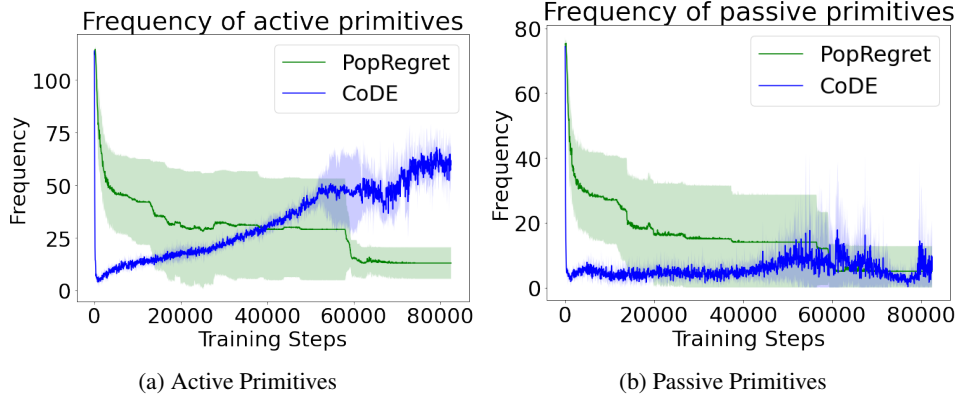 Frequency of active primitives
Frequency
100
75
50
25
0
PopRegret
CoDE
0 20000 40000 60000 80000
Training Steps
(a) Active Primitives
Frequency of passive primitives
Frequency
80
60
40
20
0
PopRegret
CoDE
0 20000 40000 60000 80000
Training Steps
(b) Passive Primitives